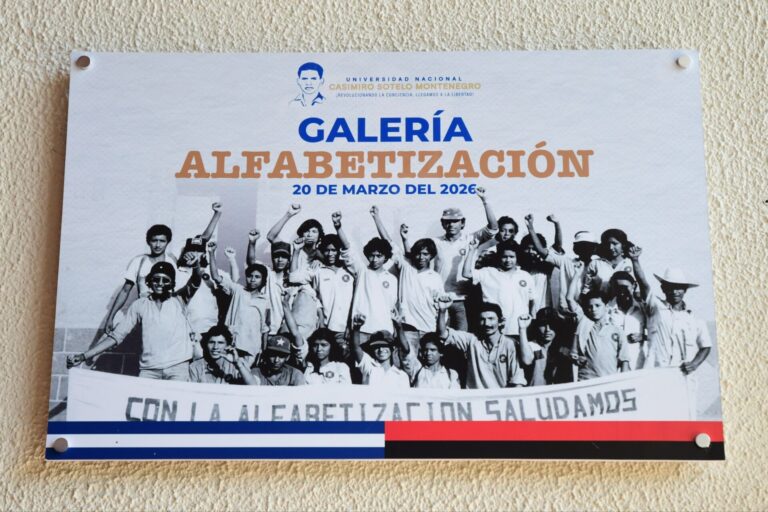 UNIVERSIDAD NACIONAL
CASIMIRO SOTELO MONTENEGRO
¡REVOLUCIONANDO LA CONCIENCIA, LLEGAMOS A LA LIBERTAD!
GALERÍA
ALFABETIZACIÓN
20 DE MARZO DEL 2026
CON LA ALFABETIZACION SALUDAMOS